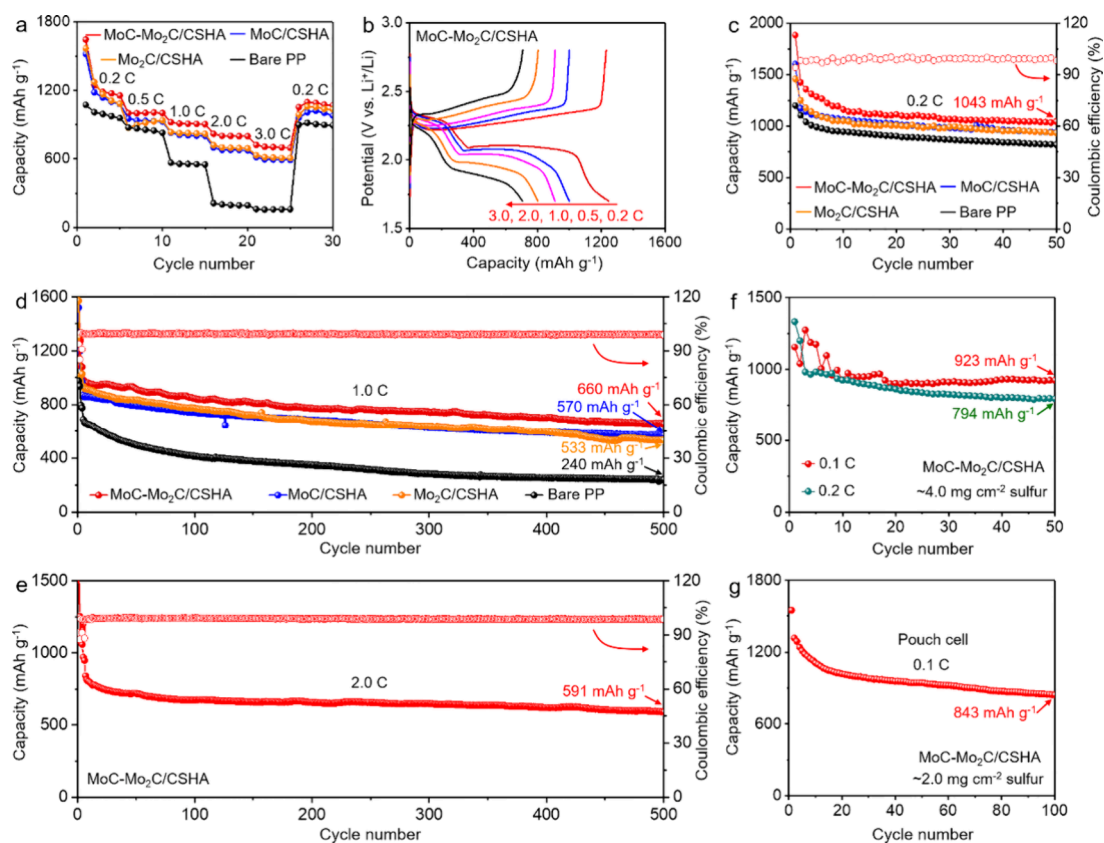 a
MoC-Mo₂C/CSHA
MoC/CSHA
Mo₂C/CSHA
Bare PP
0.2 C
0.5 C
1.0 C
2.0 C
3.0 C
0.2 C
1800
1200
600
0
0
10
20
30
Capacity (mAh g⁻¹)
Cycle number
b
MoC-Mo₂C/CSHA
3.0
2.5
2.0
1.5
0
400
800
1200
1600
3.0, 2.0, 1.0, 0.5, 0.2 C
Potential (V vs. Li⁺/Li)
Capacity (mAh g⁻¹)
c
2000
1500
1000
500
0
0
10
20
30
40
50
120
90
60
30
0
0.2 C
1043 mAh g⁻¹
MoC-Mo₂C/CSHA
MoC/CSHA
Mo₂C/CSHA
Bare PP
Capacity (mAh g⁻¹)
Coulombic efficiency (%)
Cycle number
d
1600
1200
800
400
0
0
100
200
300
400
500
120
90
60
30
0
1.0 C
660 mAh g⁻¹
570 mAh g⁻¹
533 mAh g⁻¹
240 mAh g⁻¹
MoC-Mo₂C/CSHA
MoC/CSHA
Mo₂C/CSHA
Bare PP
Capacity (mAh g⁻¹)
Coulombic efficiency (%)
Cycle number
f
1500
1000
500
0
0
10
20
30
40
50
923 mAh g⁻¹
794 mAh g⁻¹
0.1 C
0.2 C
MoC-Mo₂C/CSHA
~4.0 mg cm⁻² sulfur
Capacity (mAh g⁻¹)
Cycle number
e
1500
1000
500
250
750
1250
0
0
100
200
300
400
500
120
90
60
30
0
2.0 C
591 mAh g⁻¹
MoC-Mo₂C/CSHA
Capacity (mAh g⁻¹)
Coulombic efficiency (%)
Cycle number
g
1800
1200
600
0
0
20
40
60
80
100
Pouch cell
0.1 C
843 mAh g⁻¹
MoC-Mo₂C/CSHA
~2.0 mg cm⁻² sulfur
Capacity (mAh g⁻¹)
Cycle number